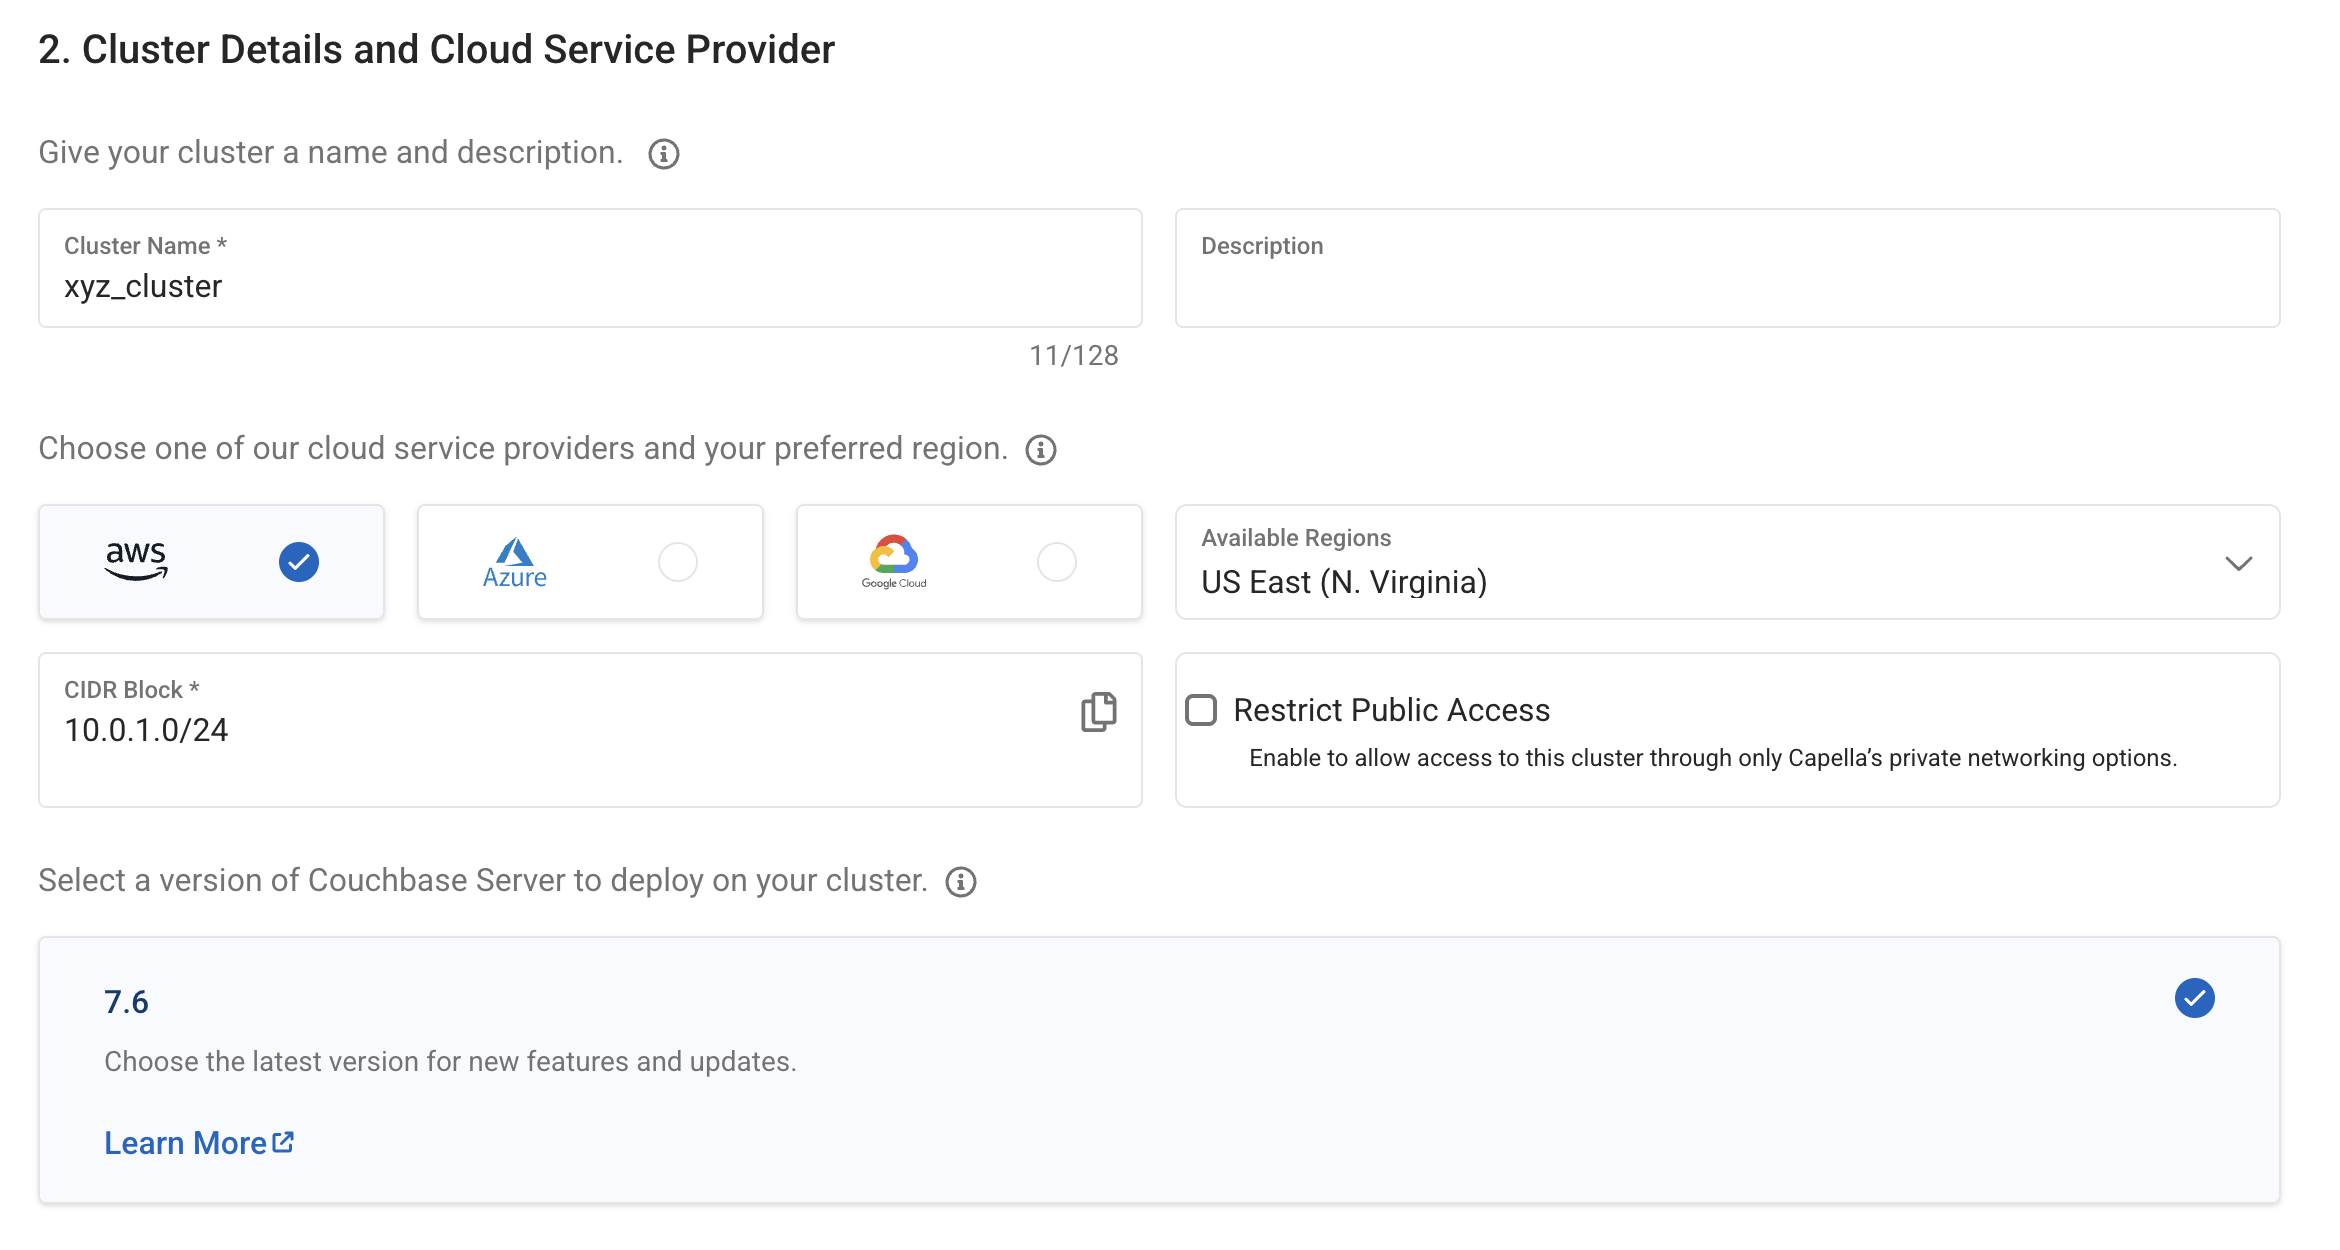 2. Cluster Details and Cloud Service Provider
Give your cluster a name and description.
Cluster Name *
xyz_cluster
Description
11/128
Choose one of our cloud service providers and your preferred region.
aws
Azure
Google Cloud
Available Regions
US East (N. Virginia)
CIDR Block *
10.0.1.0/24
Restrict Public Access
Enable to allow access to this cluster through only Capella’s private networking options.
Select a version of Couchbase Server to deploy on your cluster.
7.6
Choose the latest version for new features and updates.
Learn More